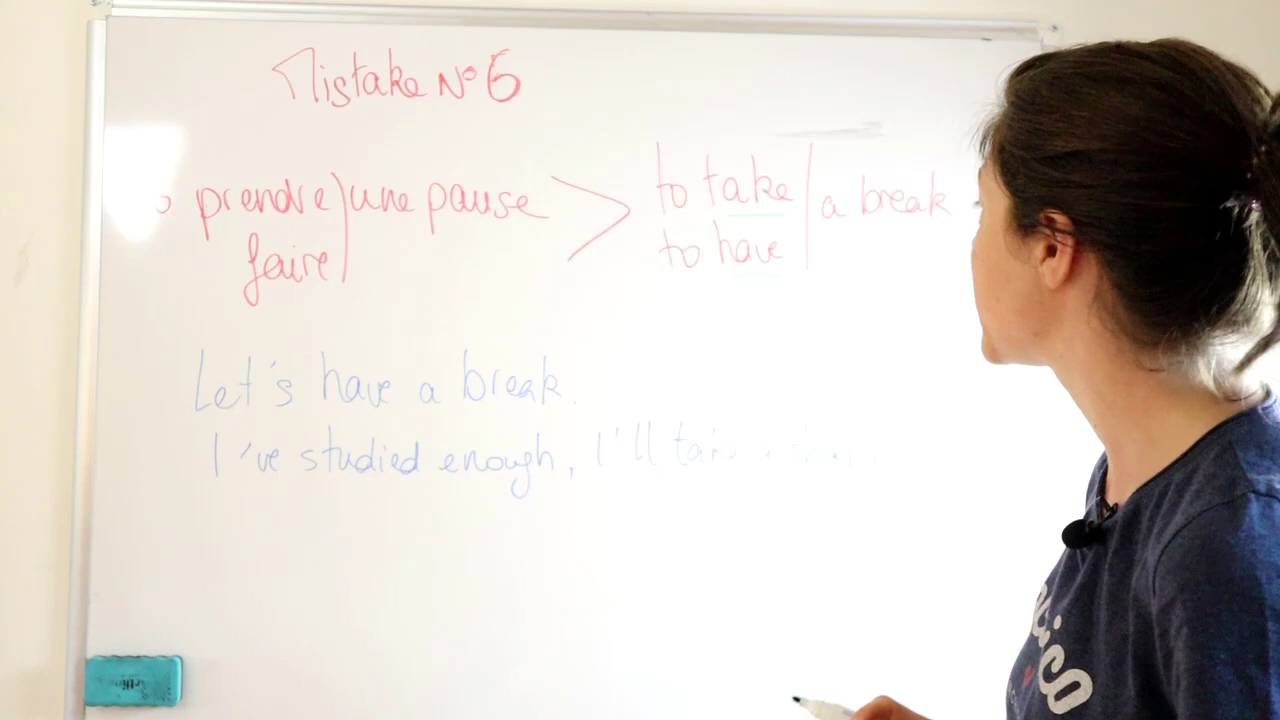 Mistake N° 6
prendre) une pause > to take | a break
faire to have
Let's have a break.
I've studied enough, I'll take a
ico